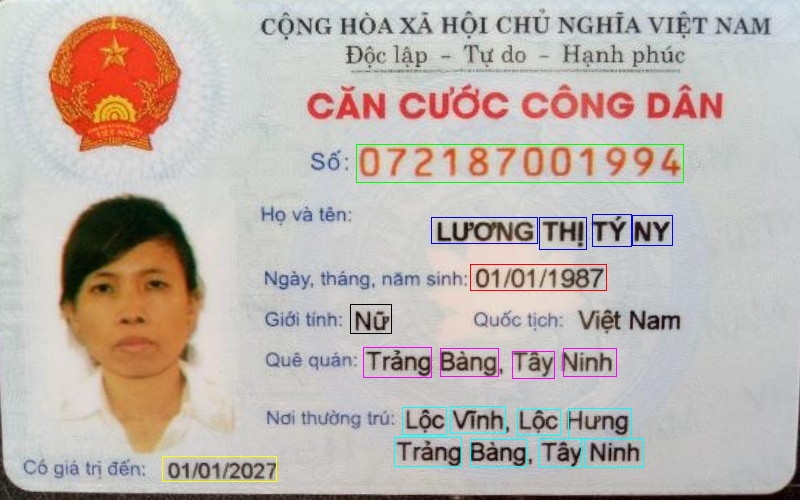 CỘNG HÒA XÃ HỘI CHỦ NGHĨA VIỆT NAM
Độc lập – Tự do – Hạnh phúc
CĂN CƯỚC CÔNG DÂN
Số: 072187001994
Họ và tên: LƯƠNG THỊ TÝ NY
Ngày, tháng, năm sinh: 01/01/1987
Giới tính: Nữ Quốc tịch: Việt Nam
Quê quán: Trảng Bàng, Tây Ninh
Nơi thường trú: Lộc Vĩnh, Lộc Hưng
Trảng Bàng, Tây Ninh
Có giá trị đến: 01/01/2027